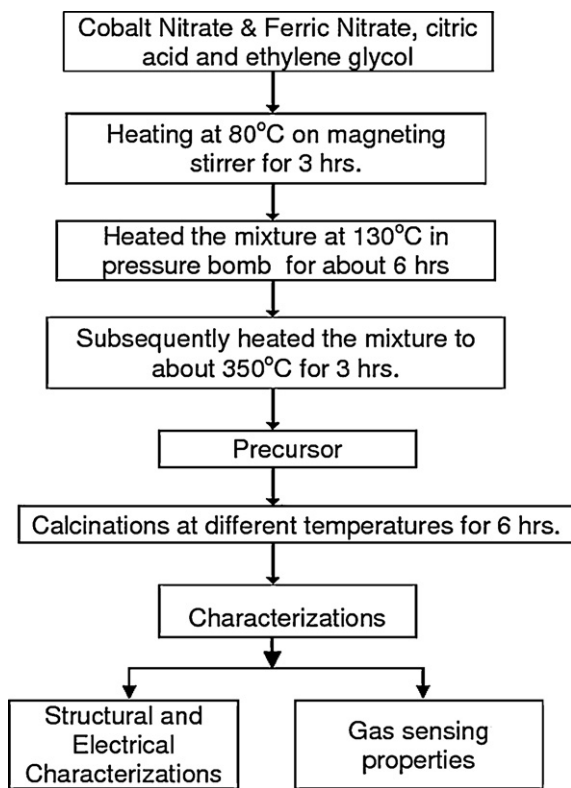 Cobalt Nitrate & Ferric Nitrate, citric
acid and ethylene glycol
Heating at 80°C on magneting
stirrer for 3 hrs.
Heated the mixture at 130°C in
pressure bomb for about 6 hrs
Subsequently heated the mixture to
about 350°C for 3 hrs.
Precursor
Calcinations at different temperatures for 6 hrs.
Characterizations
Structural and
Electrical
Characterizations
Gas sensing
properties